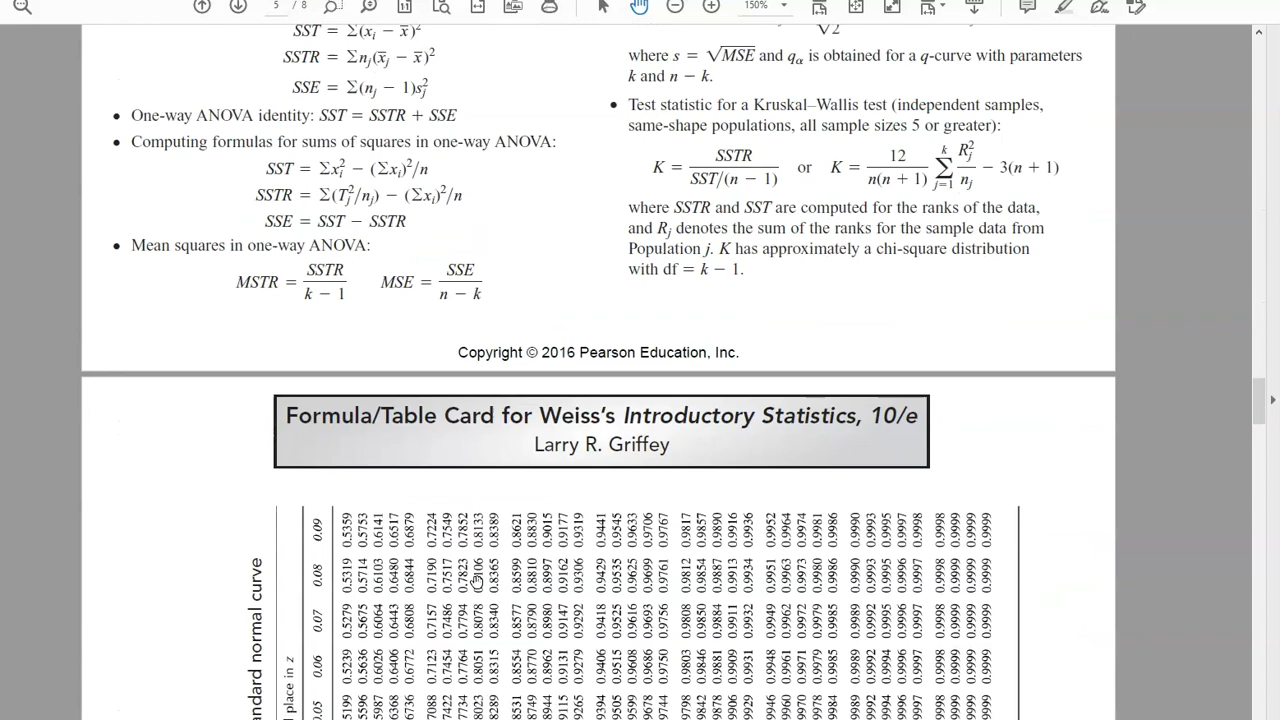 5 / 8
150%
SST = Σ(xᵢ − x̄)²
SSTR = Σnⱼ(x̄ⱼ − x̄)²
SSE = Σ(nⱼ − 1)sⱼ²
• One-way ANOVA identity: SST = SSTR + SSE
• Computing formulas for sums of squares in one-way ANOVA:
SST = Σxᵢ² − (Σxᵢ)²/n
SSTR = Σ(Tⱼ²/nⱼ) − (Σxᵢ)²/n
SSE = SST − SSTR
• Mean squares in one-way ANOVA:
MSTR = SSTR/(k − 1) MSE = SSE/(n − k)
√2
where s = √MSE and qα is obtained for a q-curve with parameters
k and n − k.
• Test statistic for a Kruskal–Wallis test (independent samples,
same-shape populations, all sample sizes 5 or greater):
K = SSTR/(SST/(n − 1)) or K = 12/(n(n + 1)) Σⱼ₌₁ᵏ Rⱼ²/nⱼ − 3(n + 1)
where SSTR and SST are computed for the ranks of the data,
and Rⱼ denotes the sum of the ranks for the sample data from
Population j. K has approximately a chi-square distribution
with df = k − 1.
Copyright © 2016 Pearson Education, Inc.
Formula/Table Card for Weiss's Introductory Statistics, 10/e
Larry R. Griffey
andard normal curve
d place in z
0.09 0.5359 0.5753 0.6141 0.6517 0.6879 0.7224 0.7549 0.7852 0.8133 0.8389 0.8621 0.8830 0.9015 0.9177 0.9319 0.9441 0.9545 0.9633 0.9706 0.9767 0.9817 0.9857 0.9890 0.9916 0.9936 0.9952 0.9964 0.9974 0.9981 0.9986 0.9990 0.9993 0.9995 0.9997 0.9998 0.9998 0.9999 0.9999 0.9999
0.08 0.5319 0.5714 0.6103 0.6480 0.6844 0.7190 0.7517 0.7823 0.8365 0.8599 0.8810 0.8997 0.9162 0.9306 0.9429 0.9535 0.9625 0.9699 0.9761 0.9812 0.9854 0.9887 0.9913 0.9934 0.9951 0.9963 0.9973 0.9980 0.9986 0.9990 0.9993 0.9995 0.9996 0.9997 0.9998 0.9999 0.9999 0.9999
0.07 0.5279 0.5675 0.6064 0.6443 0.6808 0.7157 0.7486 0.7794 0.8078 0.8340 0.8577 0.8790 0.8980 0.9147 0.9292 0.9418 0.9525 0.9616 0.9693 0.9756 0.9808 0.9850 0.9884 0.9911 0.9932 0.9949 0.9962 0.9972 0.9979 0.9985 0.9989 0.9992 0.9995 0.9996 0.9997 0.9998 0.9999 0.9999 0.9999
0.06 0.5239 0.5636 0.6026 0.6406 0.6772 0.7123 0.7454 0.7764 0.8051 0.8315 0.8554 0.8770 0.8962 0.9131 0.9279 0.9406 0.9515 0.9608 0.9686 0.9750 0.9803 0.9846 0.9881 0.9909 0.9931 0.9948 0.9961 0.9971 0.9979 0.9985 0.9989 0.9992 0.9994 0.9996 0.9997 0.9998 0.9999 0.9999 0.9999